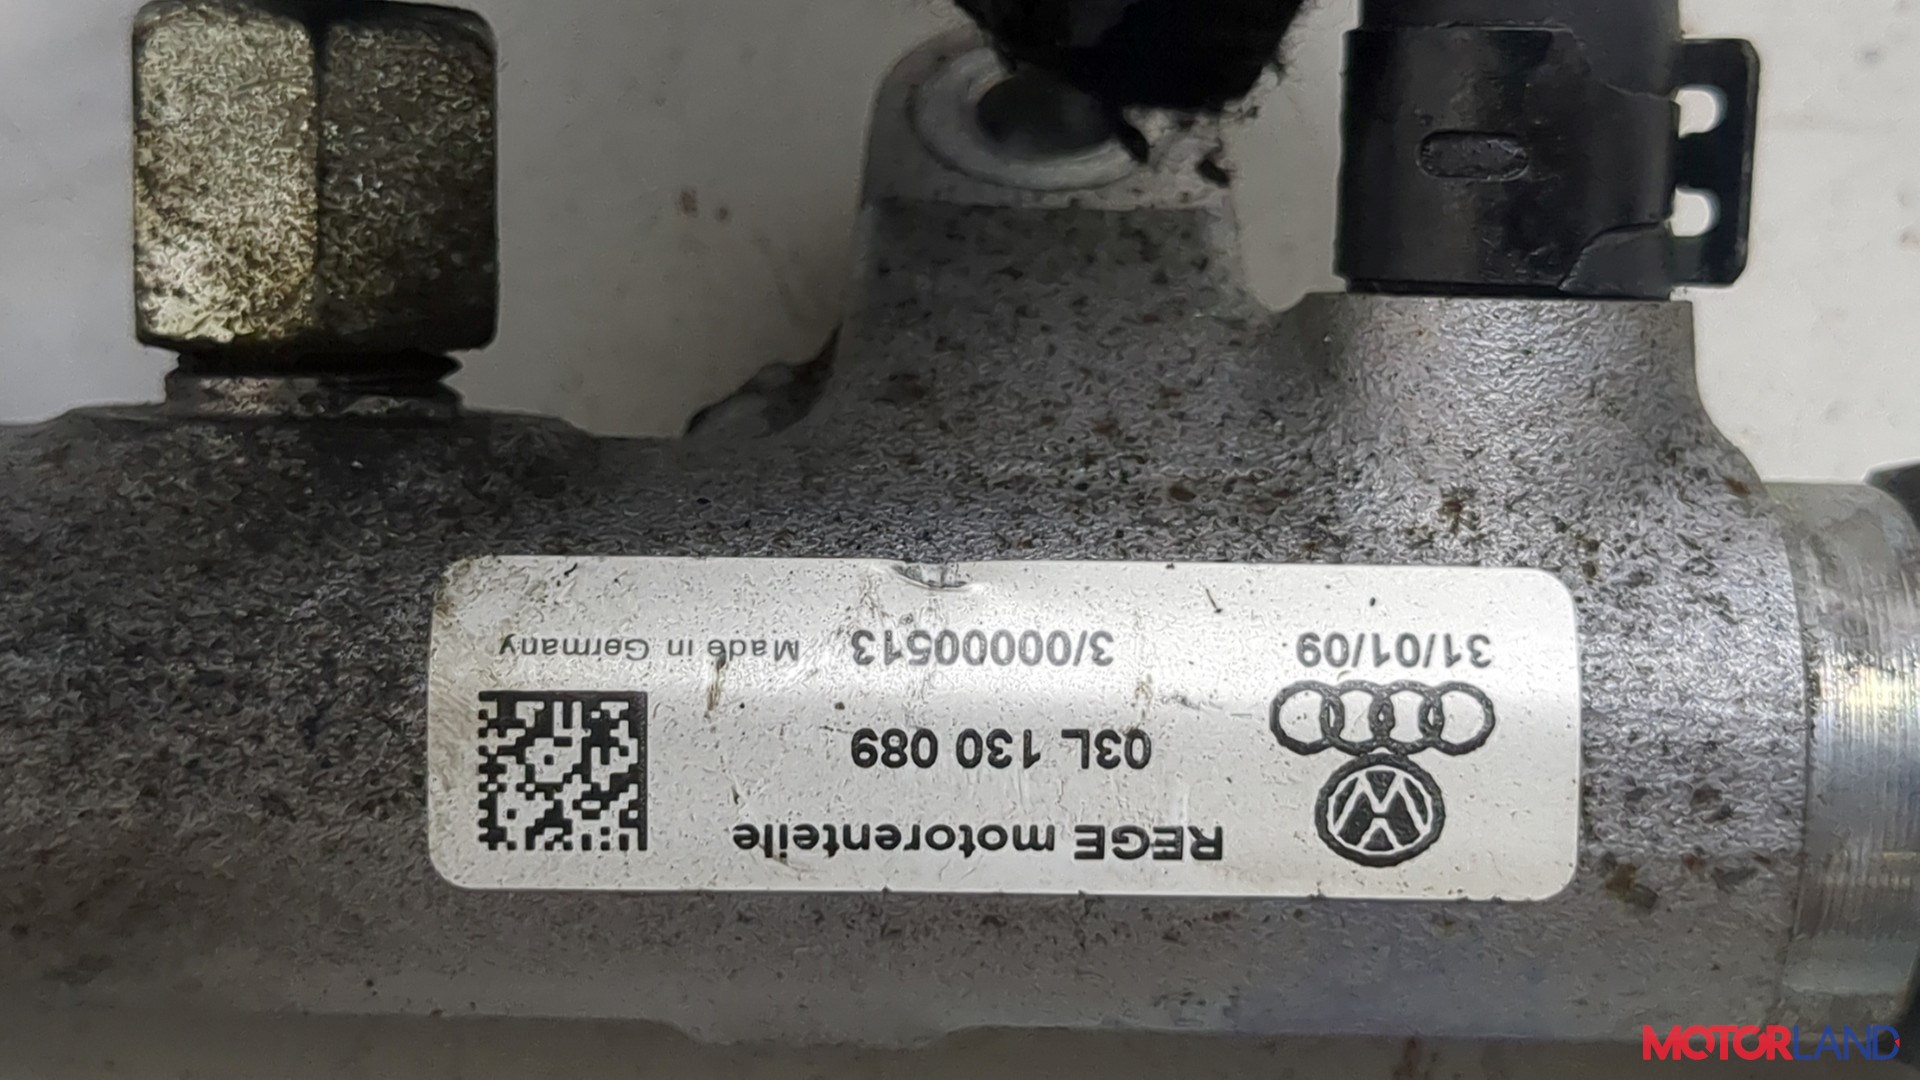 REGE motorenteile
03L 130 089
31/01/09 3/00000513 Made in Germany
MOTORLAND